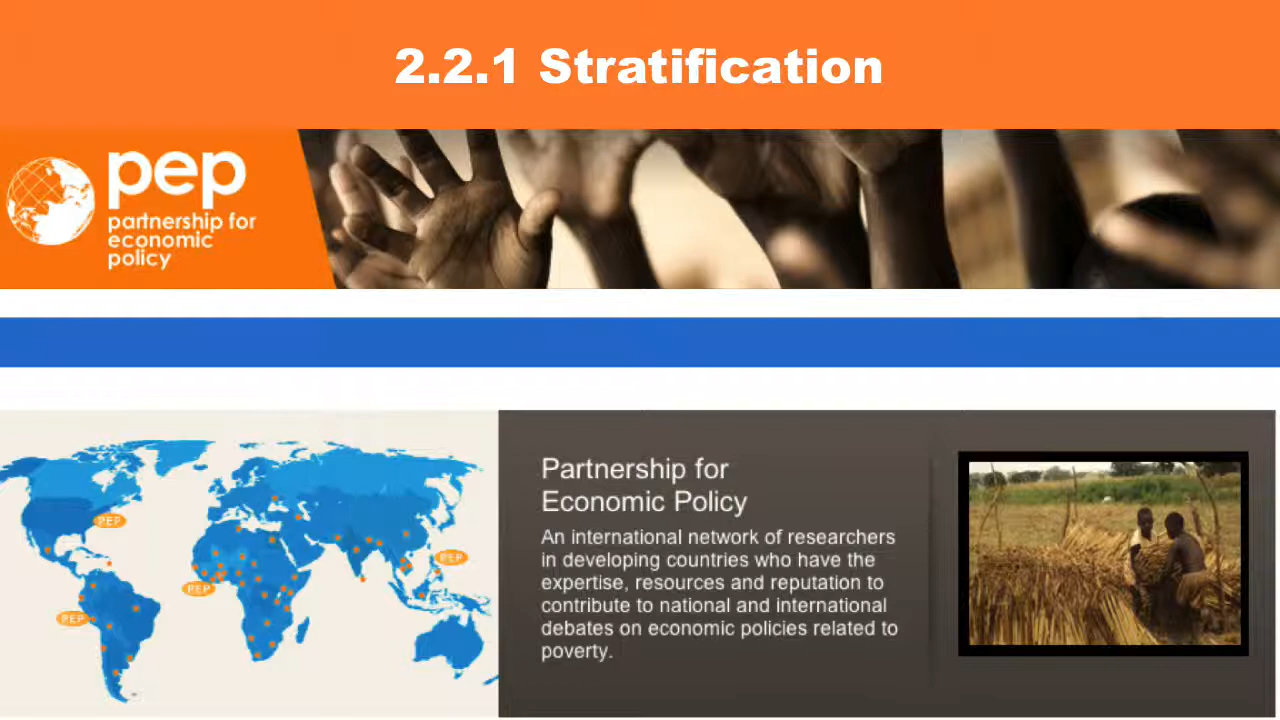 2.2.1 Stratification
pep
partnership for
economic
policy
PEP
PEP
PEP
PEP
Partnership for
Economic Policy
An international network of researchers
in developing countries who have the
expertise, resources and reputation to
contribute to national and international
debates on economic policies related to
poverty.